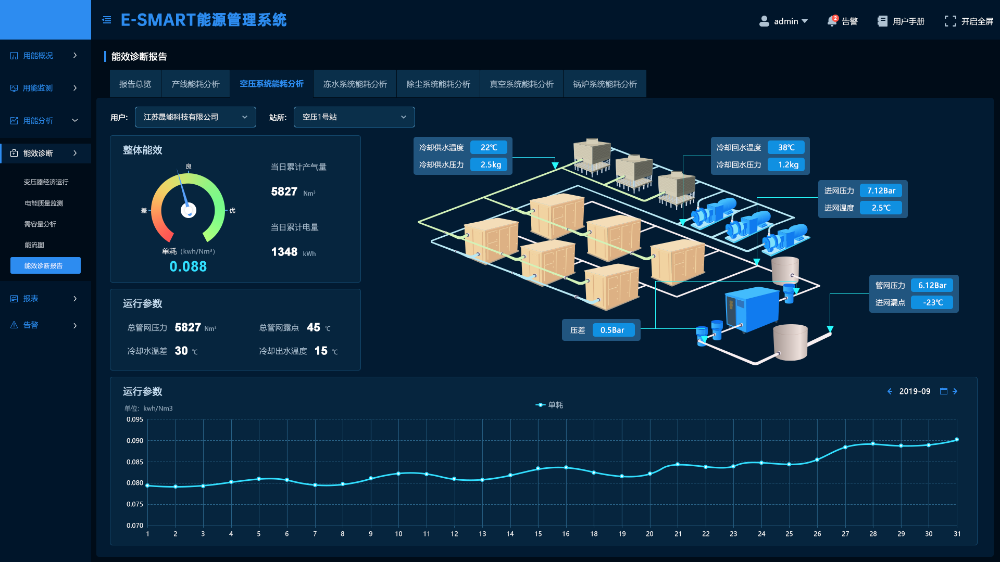 E-SMART能源管理系统
admin
2
告警
用户手册
开启全屏
用能概况
用能监测
用能分析
能效诊断
变压器经济运行
电能质量监测
需容量分析
能流图
能效诊断报告
报表
告警
能效诊断报告
报告总览
产线能耗分析
空压系统能耗分析
冻水系统能耗分析
除尘系统能耗分析
真空系统能耗分析
锅炉系统能耗分析
用户:
江苏晟能科技有限公司
站所:
空压1号站
整体能效
良
差
优
单耗 (kwh/Nm³)
0.088
当日累计产气量
5827 Nm³
当日累计电量
1348 kWh
运行参数
总管网压力 5827 Nm³
总管网露点 45 ℃
冷却水温差 30 ℃
冷却出水温度 15 ℃
冷却供水温度 22℃
冷却供水压力 2.5kg
冷却回水温度 38℃
冷却回水压力 1.2kg
进网压力 7.12Bar
进网温度 2.5℃
管网压力 6.12Bar
进网漏点 -23℃
压差 0.5Bar
运行参数
2019-09
单位: kwh/Nm3
单耗
0.095
0.090
0.085
0.080
0.075
0.070
1 2 3 4 5 6 7 8 9 10 11 12 13 14 15 16 18 19 20 21 22 23 24 25 26 27 28 29 30 31